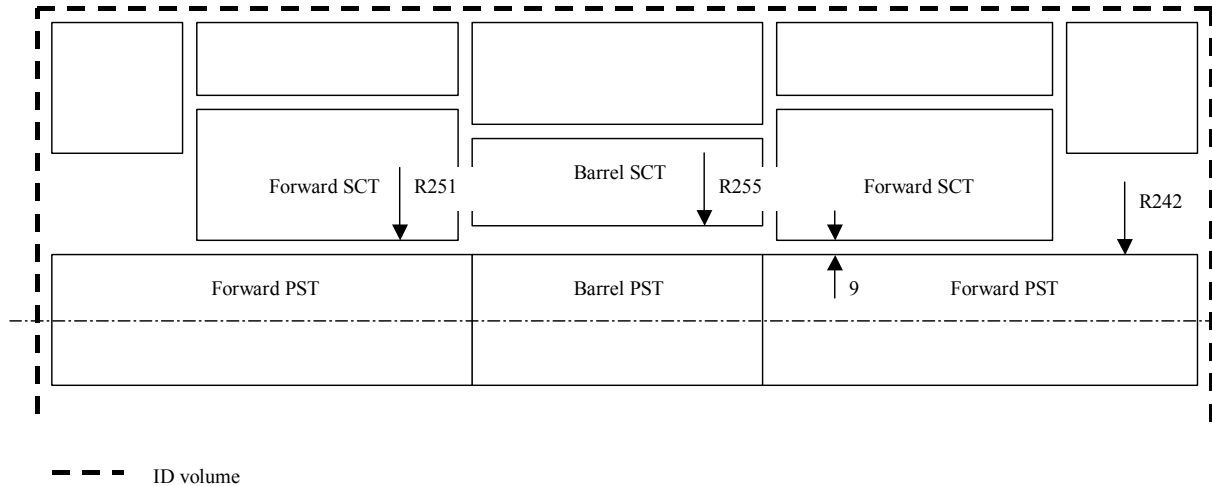 Barrel SCT
Forward SCT
R251
R255
Forward SCT
R242
Forward PST
Barrel PST
9
Forward PST
ID volume